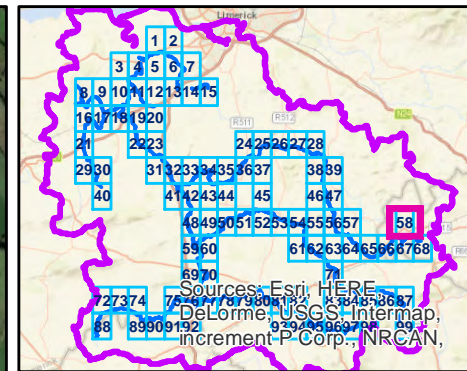 Limerick
1 2
3 4 5 6 7
8 9 10 11 12 13 14 15
16 17 18 19 20
R511 R512
21 22 23 24 25 26 27 28
29 30 31 32 33 34 35 36 37 38 39
40 41 42 43 44 45 46 47
48 49 50 51 52 53 54 55 56 57 58
59 60 61 62 63 64 65 66 67 68
69 70
Sources: Esri, HERE,
72 73 74
DeLorme, USGS, Intermap,
88 89 90 91 92
increment P Corp., NRCAN,